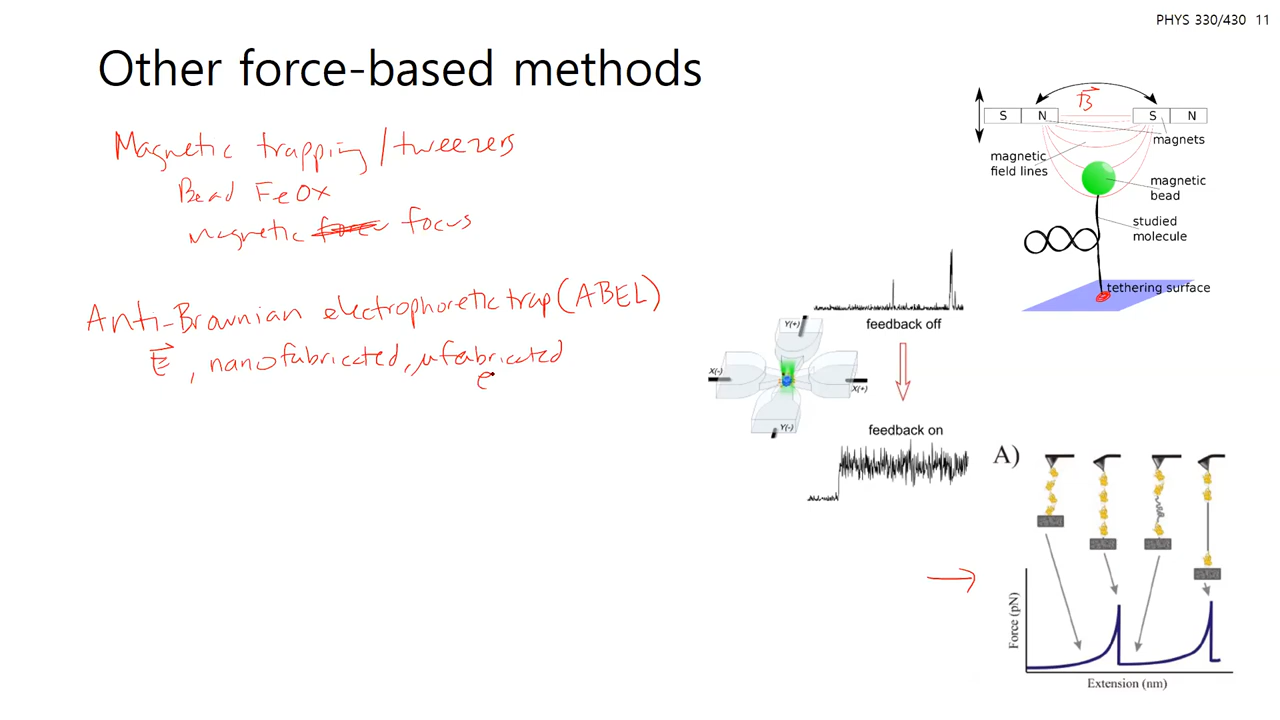 PHYS 330/430 11
Other force-based methods
Magnetic trapping/tweezers
Bead FeOx
Magnetic focus
Anti-Brownian electrophoretic trap (ABEL)
E, nanofabricated, μfabricated
e
B
S N S N
magnets
magnetic
field lines
magnetic
bead
studied
molecule
tethering surface
feedback off
Y(+)
X(-)
X(+)
Y(-)
feedback on
A)
Force (pN)
Extension (nm)